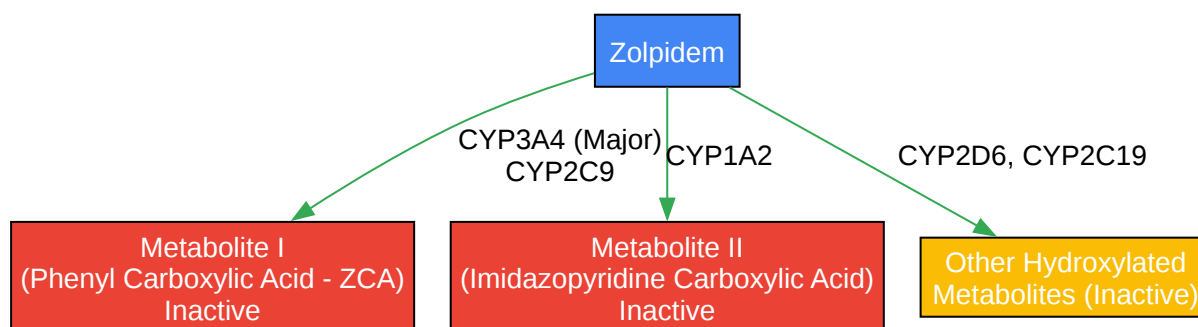 Zolpidem
CYP3A4 (Major)
CYP2C9
CYP1A2
CYP2D6, CYP2C19
Metabolite I
(Phenyl Carboxylic Acid - ZCA)
Inactive
Metabolite II
(Imidazopyridine Carboxylic Acid)
Inactive
Other Hydroxylated
Metabolites (Inactive)